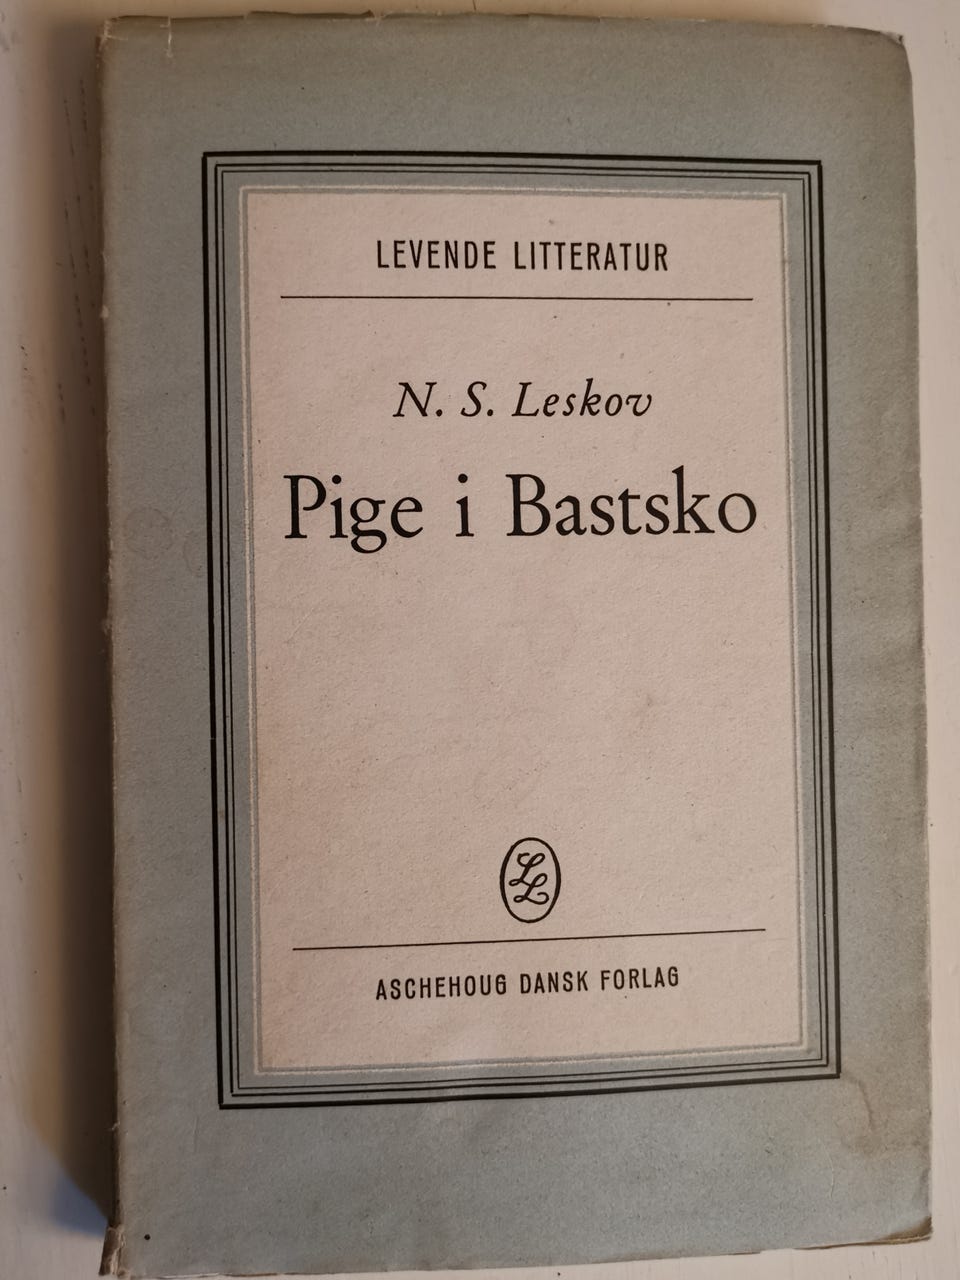 LEVENDE LITTERATUR
N. S. Leskov
Pige i Bastsko
LL
ASCHEHOUG DANSK FORLAG